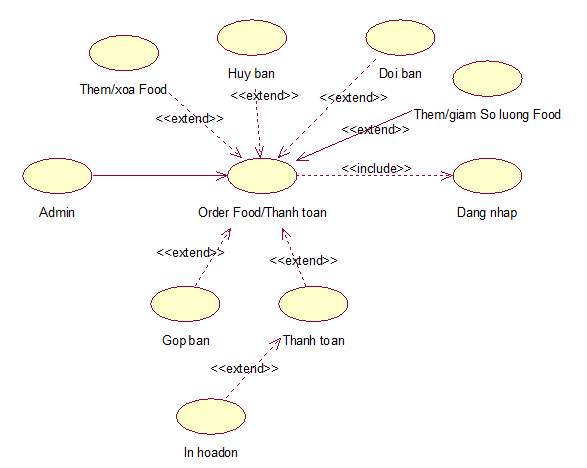 Them/xoa Food
Huy ban
Doi ban
Them/giam So luong Food
<<extend>>
<<extend>>
<<extend>>
<<extend>>
<<include>>
Admin
Order Food/Thanh toan
Dang nhap
<<extend>>
<<extend>>
Gop ban
Thanh toan
<<extend>>
In hoadon